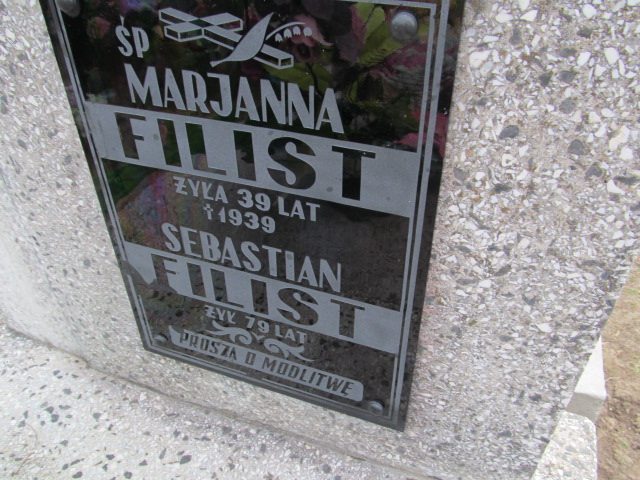 ŚP
MARJANNA
FILIST
ŻYŁA 39 LAT
† 1939
SEBASTIAN
FILIST
ŻYŁ 79 LAT
PROSZĄ O MODLITWĘ